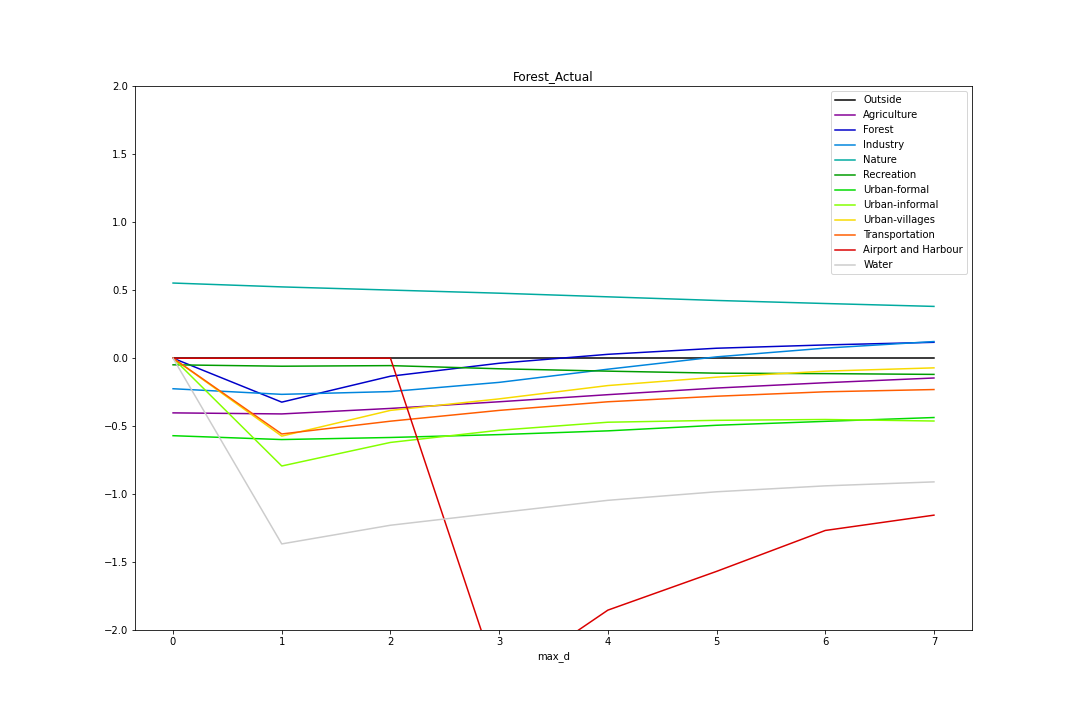 Forest_Actual
2.0
1.5
1.0
0.5
0.0
−0.5
−1.0
−1.5
−2.0
Outside
Agriculture
Forest
Industry
Nature
Recreation
Urban-formal
Urban-informal
Urban-villages
Transportation
Airport and Harbour
Water
0 1 2 3 4 5 6 7
max_d